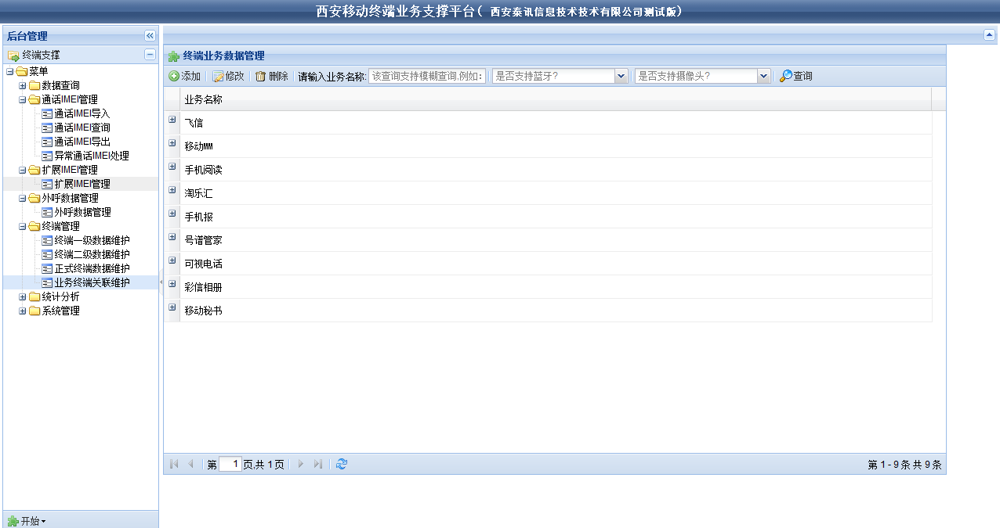 西安移动终端业务支撑平台( 西安泰讯信息技术技术有限公司测试版)
后台管理
终端支撑
菜单
数据查询
通话IMEI管理
通话IMEI导入
通话IMEI查询
通话IMEI导出
异常通话IMEI处理
扩展IMEI管理
扩展IMEI管理
外呼数据管理
外呼数据管理
终端管理
终端一级数据维护
终端二级数据维护
正式终端数据维护
业务终端关联维护
统计分析
系统管理
开始
终端业务数据管理
添加 修改 删除 请输入业务名称: 该查询支持模糊查询,例如: 是否支持蓝牙? 是否支持摄像头? 查询
业务名称
飞信
移动MM
手机阅读
淘乐汇
手机报
号谱管家
可视电话
彩信相册
移动秘书
第 1 页,共 1 页
第 1 - 9 条 共 9 条